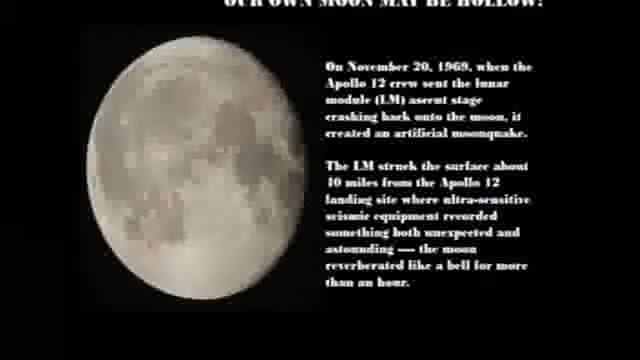 OUR OWN MOON MAY BE HOLLOW!
On November 20, 1969, when the
Apollo 12 crew sent the lunar
module (LM) ascent stage
crashing back onto the moon, it
created an artificial moonquake.
The LM struck the surface about
40 miles from the Apollo 12
landing site where ultra-sensitive
seismic equipment recorded
something both unexpected and
astounding --- the moon
reverberated like a bell for more
than an hour.